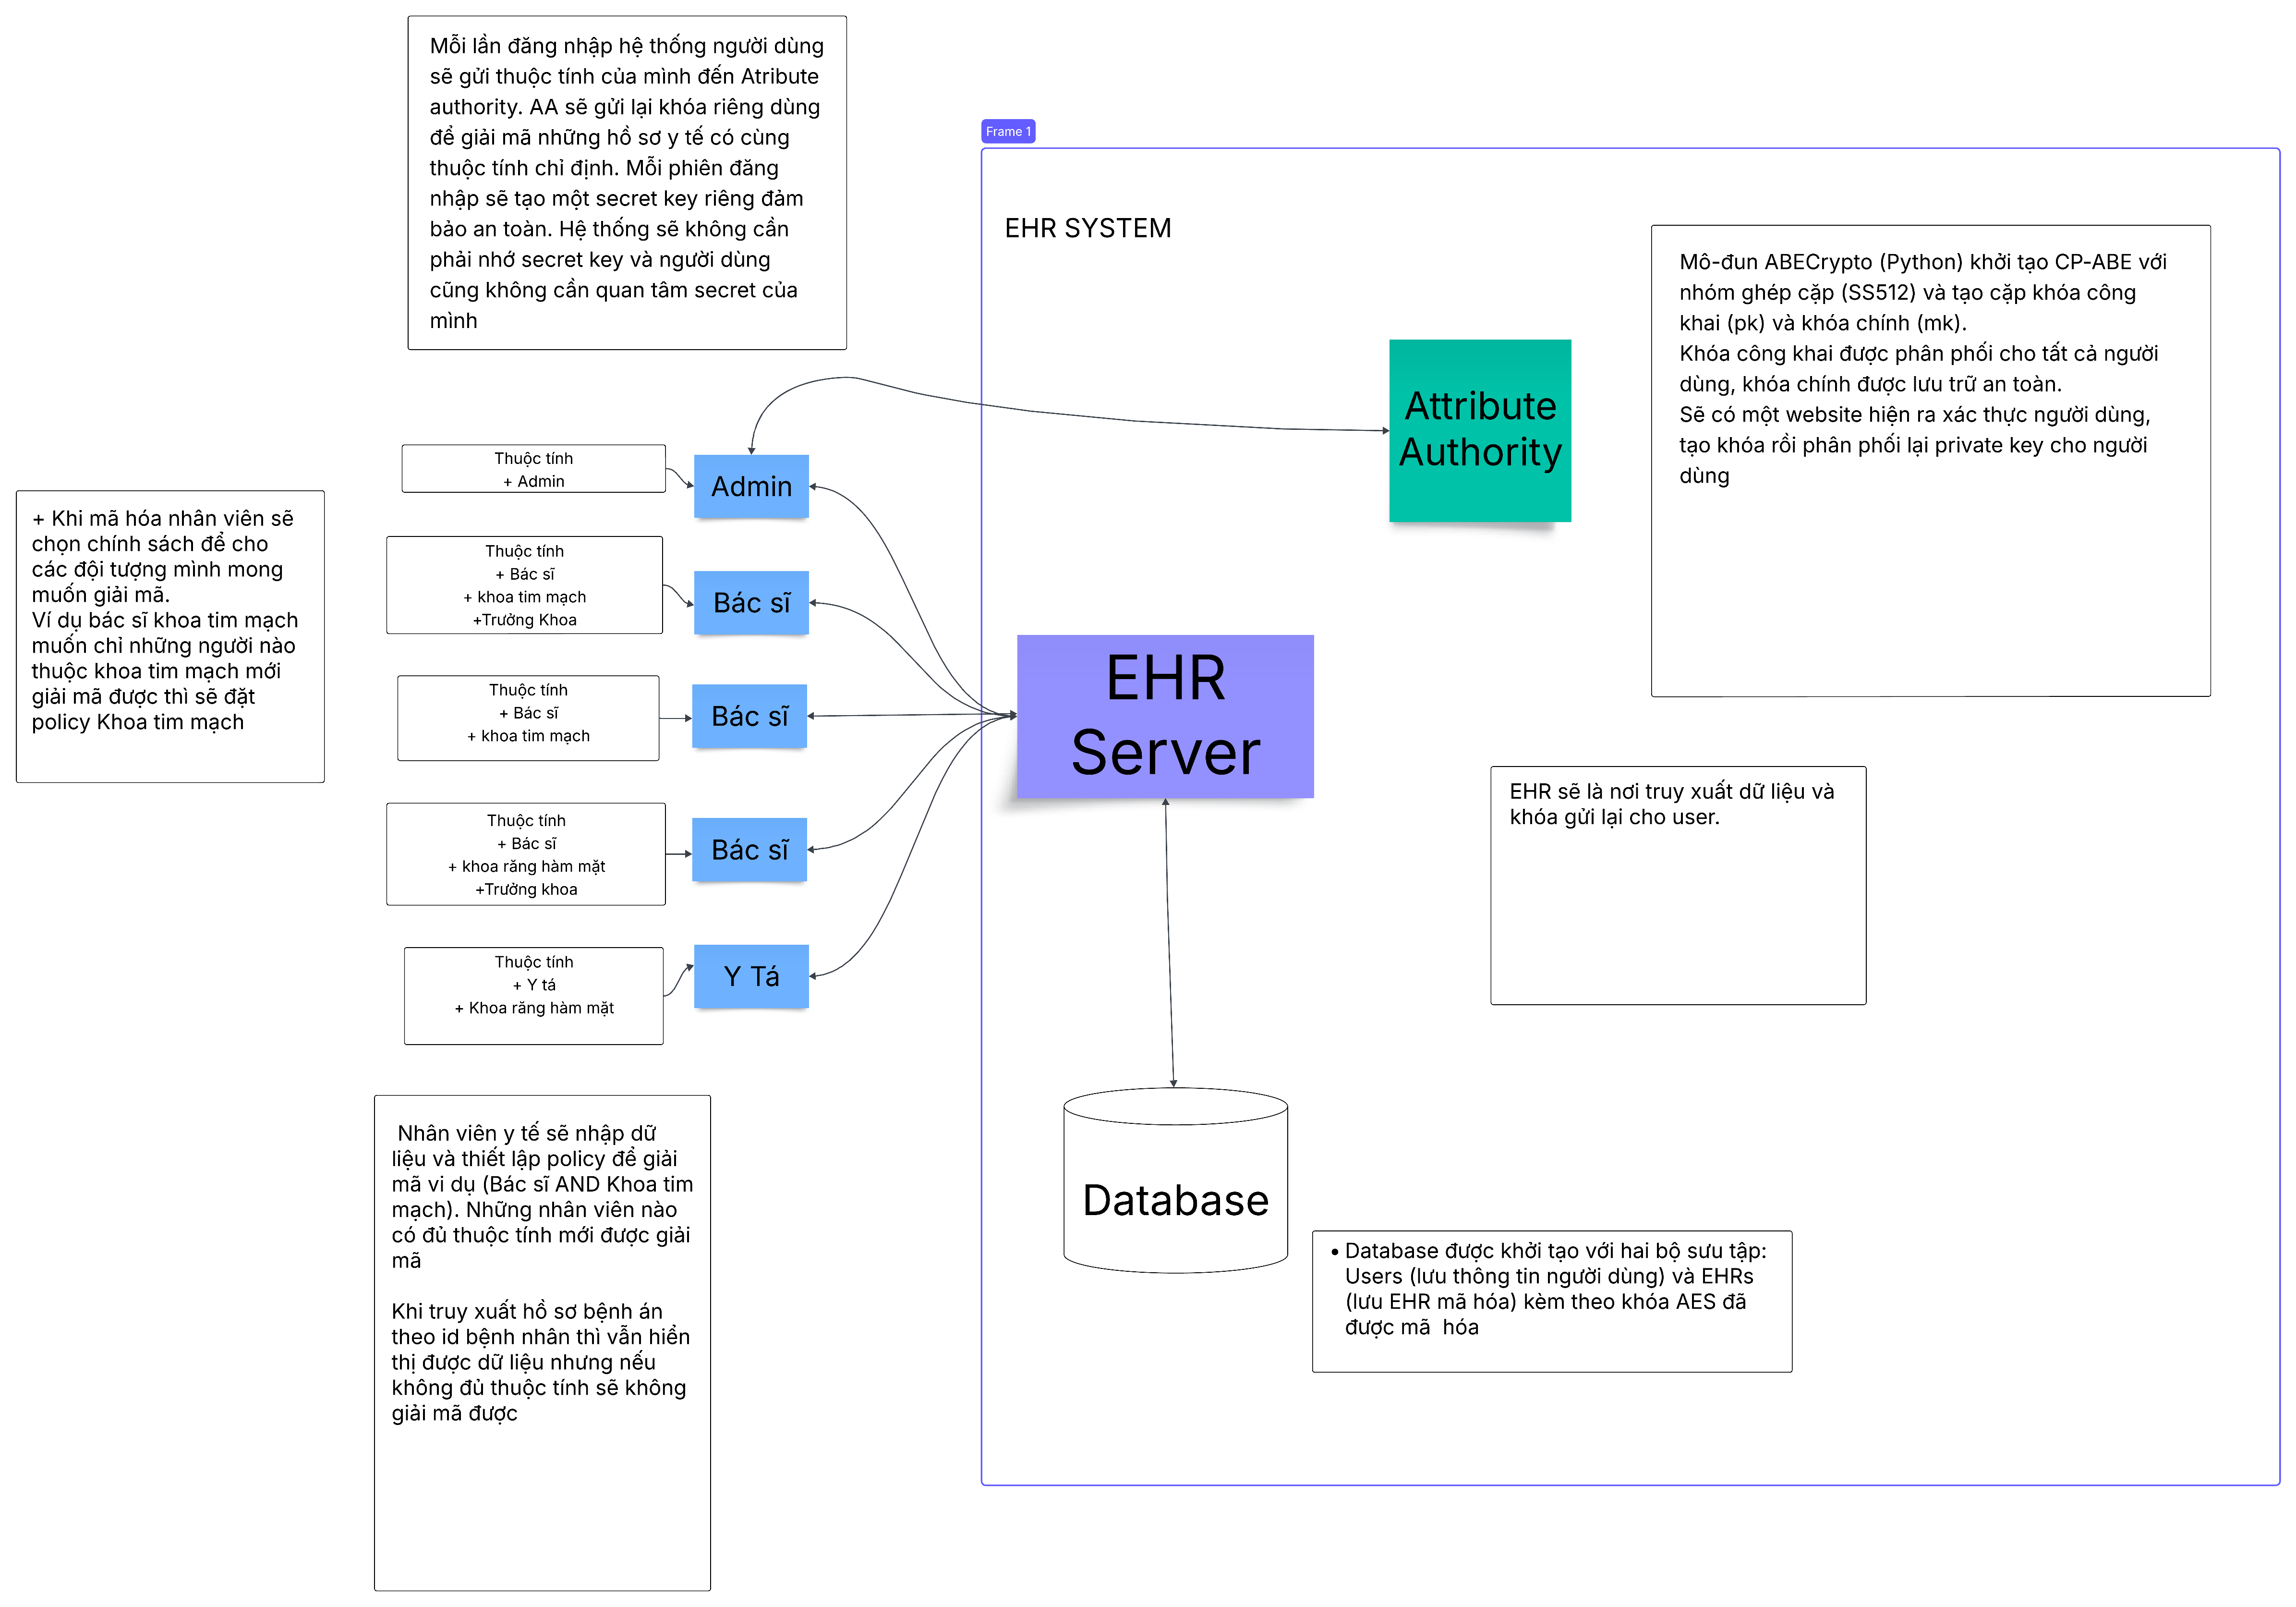 Mỗi lần đăng nhập hệ thống người dùng
sẽ gửi thuộc tính của mình đến Atribute
authority. AA sẽ gửi lại khóa riêng dùng
để giải mã những hồ sơ y tế có cùng
thuộc tính chỉ định. Mỗi phiên đăng
nhập sẽ tạo một secret key riêng đảm
bảo an toàn. Hệ thống sẽ không cần
phải nhớ secret key và người dùng
cũng không cần quan tâm secret của
mình
Frame 1
EHR SYSTEM
Mô-đun ABECrypto (Python) khởi tạo CP-ABE với
nhóm ghép cặp (SS512) và tạo cặp khóa công
khai (pk) và khóa chính (mk).
Khóa công khai được phân phối cho tất cả người
dùng, khóa chính được lưu trữ an toàn.
Sẽ có một website hiện ra xác thực người dùng,
tạo khóa rồi phân phối lại private key cho người
dùng
Attribute
Authority
Thuộc tính
+ Admin
Admin
+ Khi mã hóa nhân viên sẽ
chọn chính sách để cho
các đội tượng mình mong
muốn giải mã.
Ví dụ bác sĩ khoa tim mạch
muốn chỉ những người nào
thuộc khoa tim mạch mới
giải mã được thì sẽ đặt
policy Khoa tim mạch
Thuộc tính
+ Bác sĩ
+ khoa tim mạch
+Trưởng Khoa
Bác sĩ
Thuộc tính
+ Bác sĩ
+ khoa tim mạch
Bác sĩ
EHR
Server
EHR sẽ là nơi truy xuất dữ liệu và
khóa gửi lại cho user.
Thuộc tính
+ Bác sĩ
+ khoa răng hàm mặt
+Trưởng khoa
Bác sĩ
Thuộc tính
+ Y tá
+ Khoa răng hàm mặt
Y Tá
Nhân viên y tế sẽ nhập dữ
liệu và thiết lập policy để giải
mã vi dụ (Bác sĩ AND Khoa tim
mạch). Những nhân viên nào
có đủ thuộc tính mới được giải
mã
Khi truy xuất hồ sơ bệnh án
theo id bệnh nhân thì vẫn hiển
thị được dữ liệu nhưng nếu
không đủ thuộc tính sẽ không
giải mã được
Database
• Database được khởi tạo với hai bộ sưu tập:
Users (lưu thông tin người dùng) và EHRs
(lưu EHR mã hóa) kèm theo khóa AES đã
được mã hóa